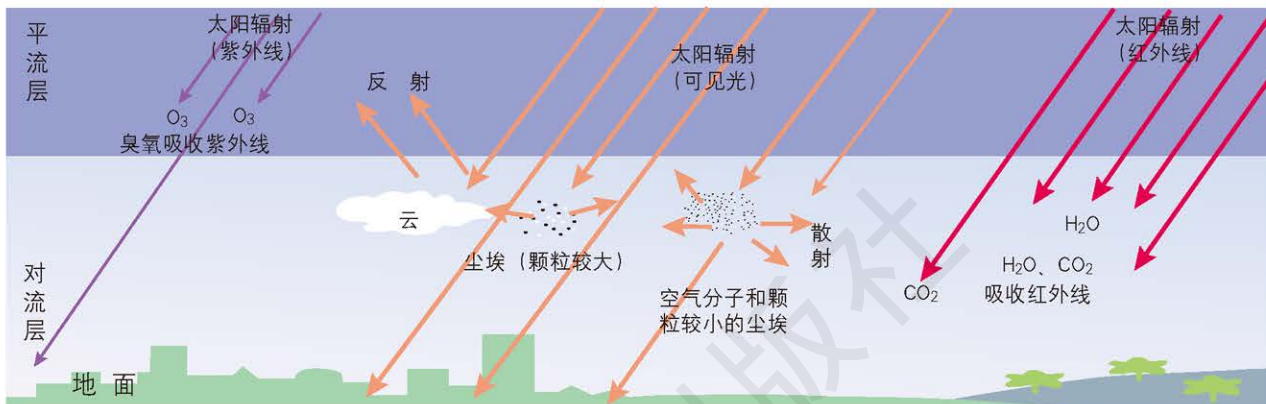 平流层
太阳辐射
（紫外线）
O₃ O₃
臭氧吸收紫外线
反 射
太阳辐射
（可见光）
太阳辐射
（红外线）
对流层
云
尘埃（颗粒较大）
散射
空气分子和颗
粒较小的尘埃
H₂O
H₂O、CO₂
吸收红外线
CO₂
地 面
版社